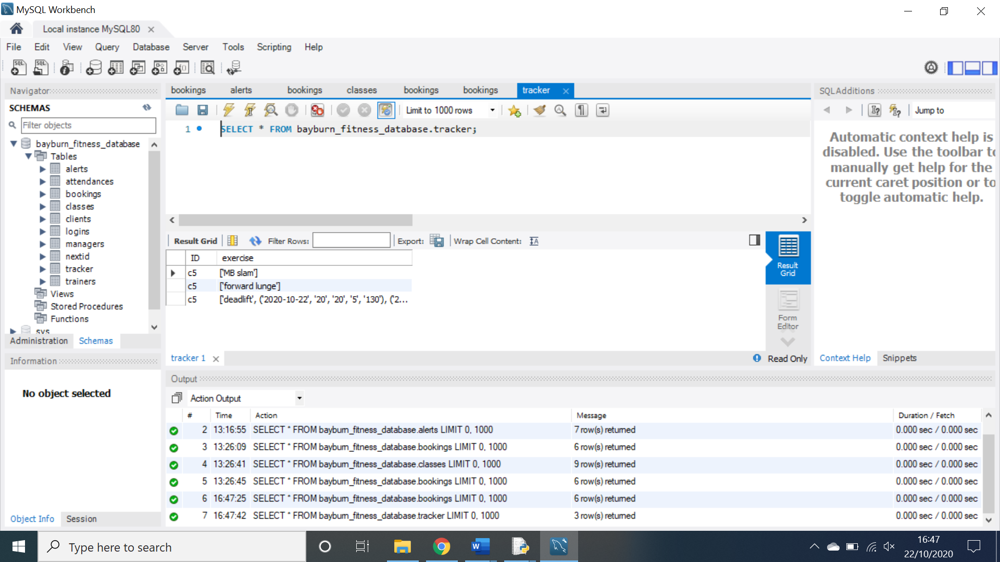 MySQL Workbench
Local instance MySQL80
File Edit View Query Database Server Tools Scripting Help
Navigator
SCHEMAS
Filter objects
bayburn_fitness_database
Tables
alerts
attendances
bookings
classes
clients
logins
managers
nextid
tracker
trainers
Views
Stored Procedures
Functions
sys
Administration Schemas
Information
No object selected
Object Info Session
bookings alerts bookings classes bookings bookings tracker
Limit to 1000 rows
1 SELECT * FROM bayburn_fitness_database.tracker;
Result Grid Filter Rows: Export: Wrap Cell Content:
ID exercise
c5 ['MB slam']
c5 ['forward lunge']
c5 ['deadlift', ('2020-10-22', '20', '20', '5', '130'), ('2...
Result Grid
Form Editor
tracker 1
Read Only
SQLAdditions
Jump to
Automatic context help is
disabled. Use the toolbar to
manually get help for the
current caret position or to
toggle automatic help.
Context Help Snippets
Output
Action Output
# Time Action Message Duration / Fetch
2 13:16:55 SELECT * FROM bayburn_fitness_database.alerts LIMIT 0, 1000 7 row(s) returned 0.000 sec / 0.000 sec
3 13:26:09 SELECT * FROM bayburn_fitness_database.bookings LIMIT 0, 1000 6 row(s) returned 0.000 sec / 0.000 sec
4 13:26:41 SELECT * FROM bayburn_fitness_database.classes LIMIT 0, 1000 9 row(s) returned 0.000 sec / 0.000 sec
5 13:26:45 SELECT * FROM bayburn_fitness_database.bookings LIMIT 0, 1000 6 row(s) returned 0.000 sec / 0.000 sec
6 16:47:25 SELECT * FROM bayburn_fitness_database.bookings LIMIT 0, 1000 6 row(s) returned 0.000 sec / 0.000 sec
7 16:47:42 SELECT * FROM bayburn_fitness_database.tracker LIMIT 0, 1000 3 row(s) returned 0.000 sec / 0.000 sec
Type here to search
16:47
22/10/2020